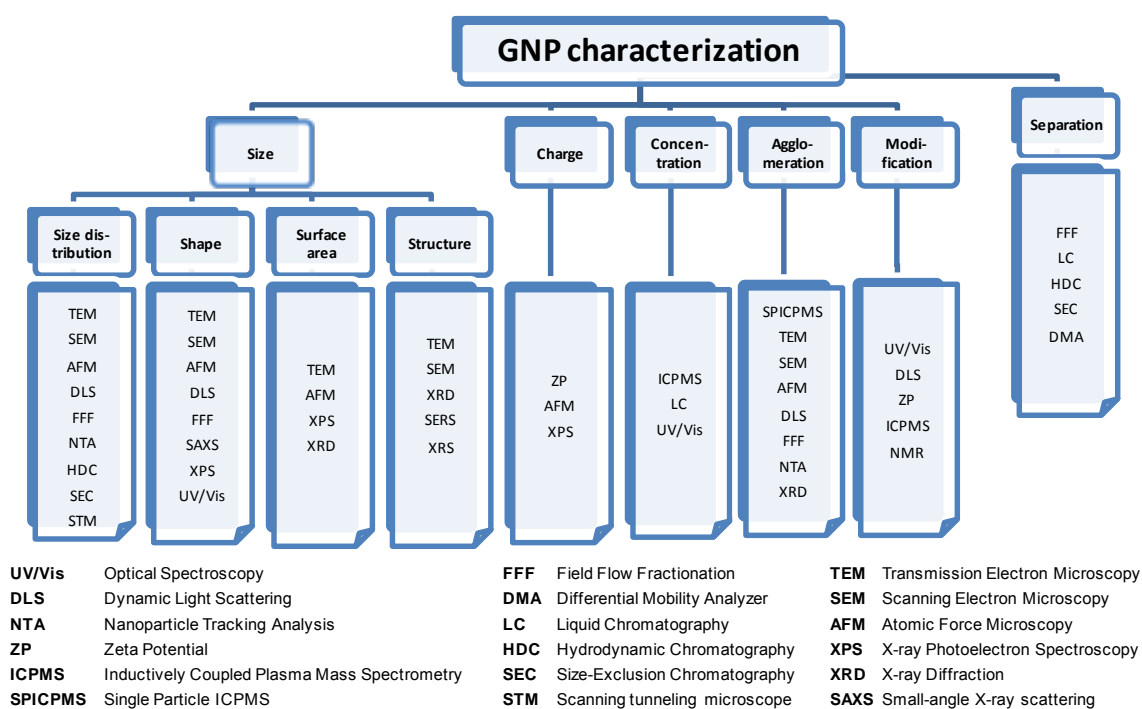 GNP characterization
Size
Charge
Concen-
tration
Agglo-
meration
Modi-
fication
Separation
Size dis-
tribution
Shape
Surface
area
Structure
TEM
SEM
AFM
DLS
FFF
NTA
HDC
SEC
STM
TEM
SEM
AFM
DLS
FFF
SAXS
XPS
UV/Vis
TEM
AFM
XPS
XRD
TEM
SEM
XRD
SERS
XRS
ZP
AFM
XPS
ICPMS
LC
UV/Vis
SPICPMS
TEM
SEM
AFM
DLS
FFF
NTA
XRD
UV/Vis
DLS
ZP
ICPMS
NMR
FFF
LC
HDC
SEC
DMA
UV/Vis Optical Spectroscopy
DLS Dynamic Light Scattering
NTA Nanoparticle Tracking Analysis
ZP Zeta Potential
ICPMS Inductively Coupled Plasma Mass Spectrometry
SPICPMS Single Particle ICPMS
FFF Field Flow Fractionation
DMA Differential Mobility Analyzer
LC Liquid Chromatography
HDC Hydrodynamic Chromatography
SEC Size-Exclusion Chromatography
STM Scanning tunneling microscope
TEM Transmission Electron Microscopy
SEM Scanning Electron Microscopy
AFM Atomic Force Microscopy
XPS X-ray Photoelectron Spectroscopy
XRD X-ray Diffraction
SAXS Small-angle X-ray scattering